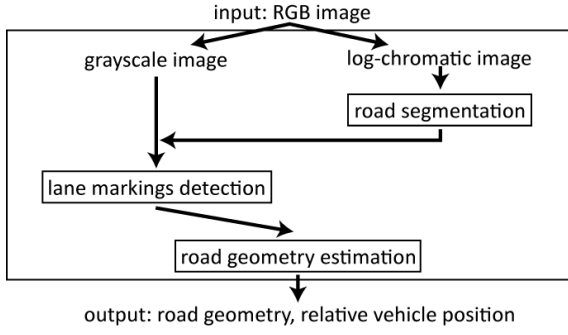 input: RGB image
grayscale image
log-chromatic image
road segmentation
lane markings detection
road geometry estimation
output: road geometry, relative vehicle position